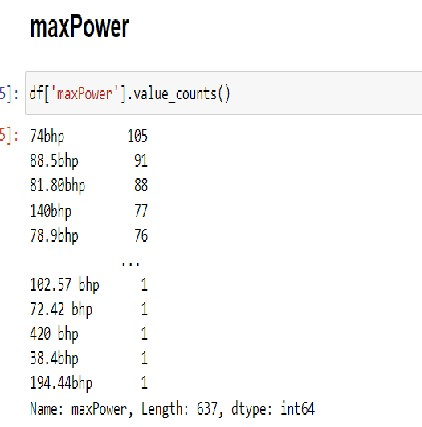 maxPower
5]: df['maxPower'].value_counts()
5]: 74bhp 105
88.5bhp 91
81.80bhp 88
140bhp 77
78.9bhp 76
...
102.57 bhp 1
72.42 bhp 1
420 bhp 1
38.4bhp 1
194.44bhp 1
Name: maxPower, Length: 637, dtype: int64